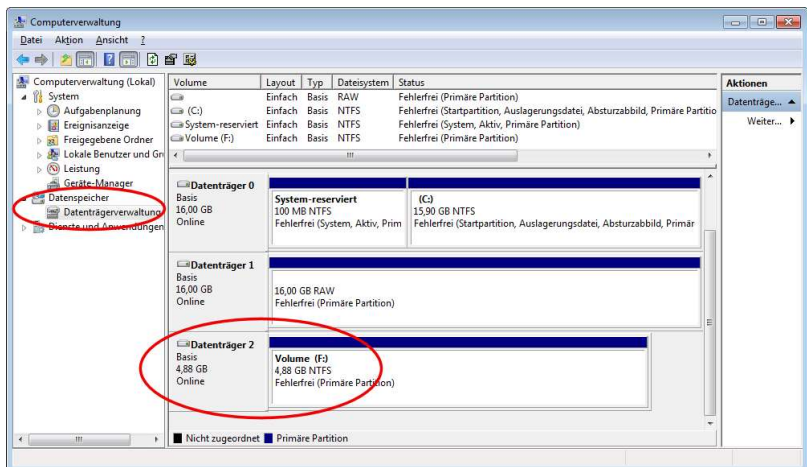 Computerverwaltung
Datei Aktion Ansicht ?
Computerverwaltung (Lokal)
System
Aufgabenplanung
Ereignisanzeige
Freigegebene Ordner
Lokale Benutzer und Gr
Leistung
Geräte-Manager
Datenspeicher
Datenträgerverwaltung
Dienste und Anwendungen
Volume Layout Typ Dateisystem Status
Einfach Basis RAW Fehlerfrei (Primäre Partition)
(C:) Einfach Basis NTFS Fehlerfrei (Startpartition, Auslagerungsdatei, Absturzabbild, Primäre Partitio
System-reserviert Einfach Basis NTFS Fehlerfrei (System, Aktiv, Primäre Partition)
Volume (F:) Einfach Basis NTFS Fehlerfrei (Primäre Partition)
Datenträger 0
Basis
16,00 GB
Online
System-reserviert
100 MB NTFS
Fehlerfrei (System, Aktiv, Prim
(C:)
15,90 GB NTFS
Fehlerfrei (Startpartition, Auslagerungsdatei, Absturzabbild, Primär
Datenträger 1
Basis
16,00 GB
Online
16,00 GB RAW
Fehlerfrei (Primäre Partition)
Datenträger 2
Basis
4,88 GB
Online
Volume (F:)
4,88 GB NTFS
Fehlerfrei (Primäre Partition)
Nicht zugeordnet Primäre Partition
Aktionen
Datenträge...
Weiter...